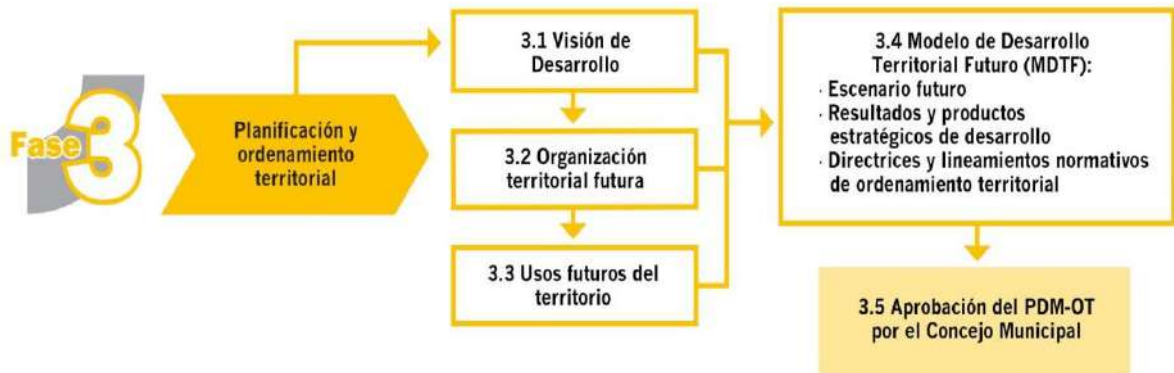 Fase 3
Planificación y
ordenamiento
territorial
3.1 Visión de
Desarrollo
3.2 Organización
territorial futura
3.3 Usos futuros del
territorio
3.4 Modelo de Desarrollo
Territorial Futuro (MDTF):
· Escenario futuro
· Resultados y productos
estratégicos de desarrollo
· Directrices y lineamientos normativos
de ordenamiento territorial
3.5 Aprobación del PDM-OT
por el Concejo Municipal